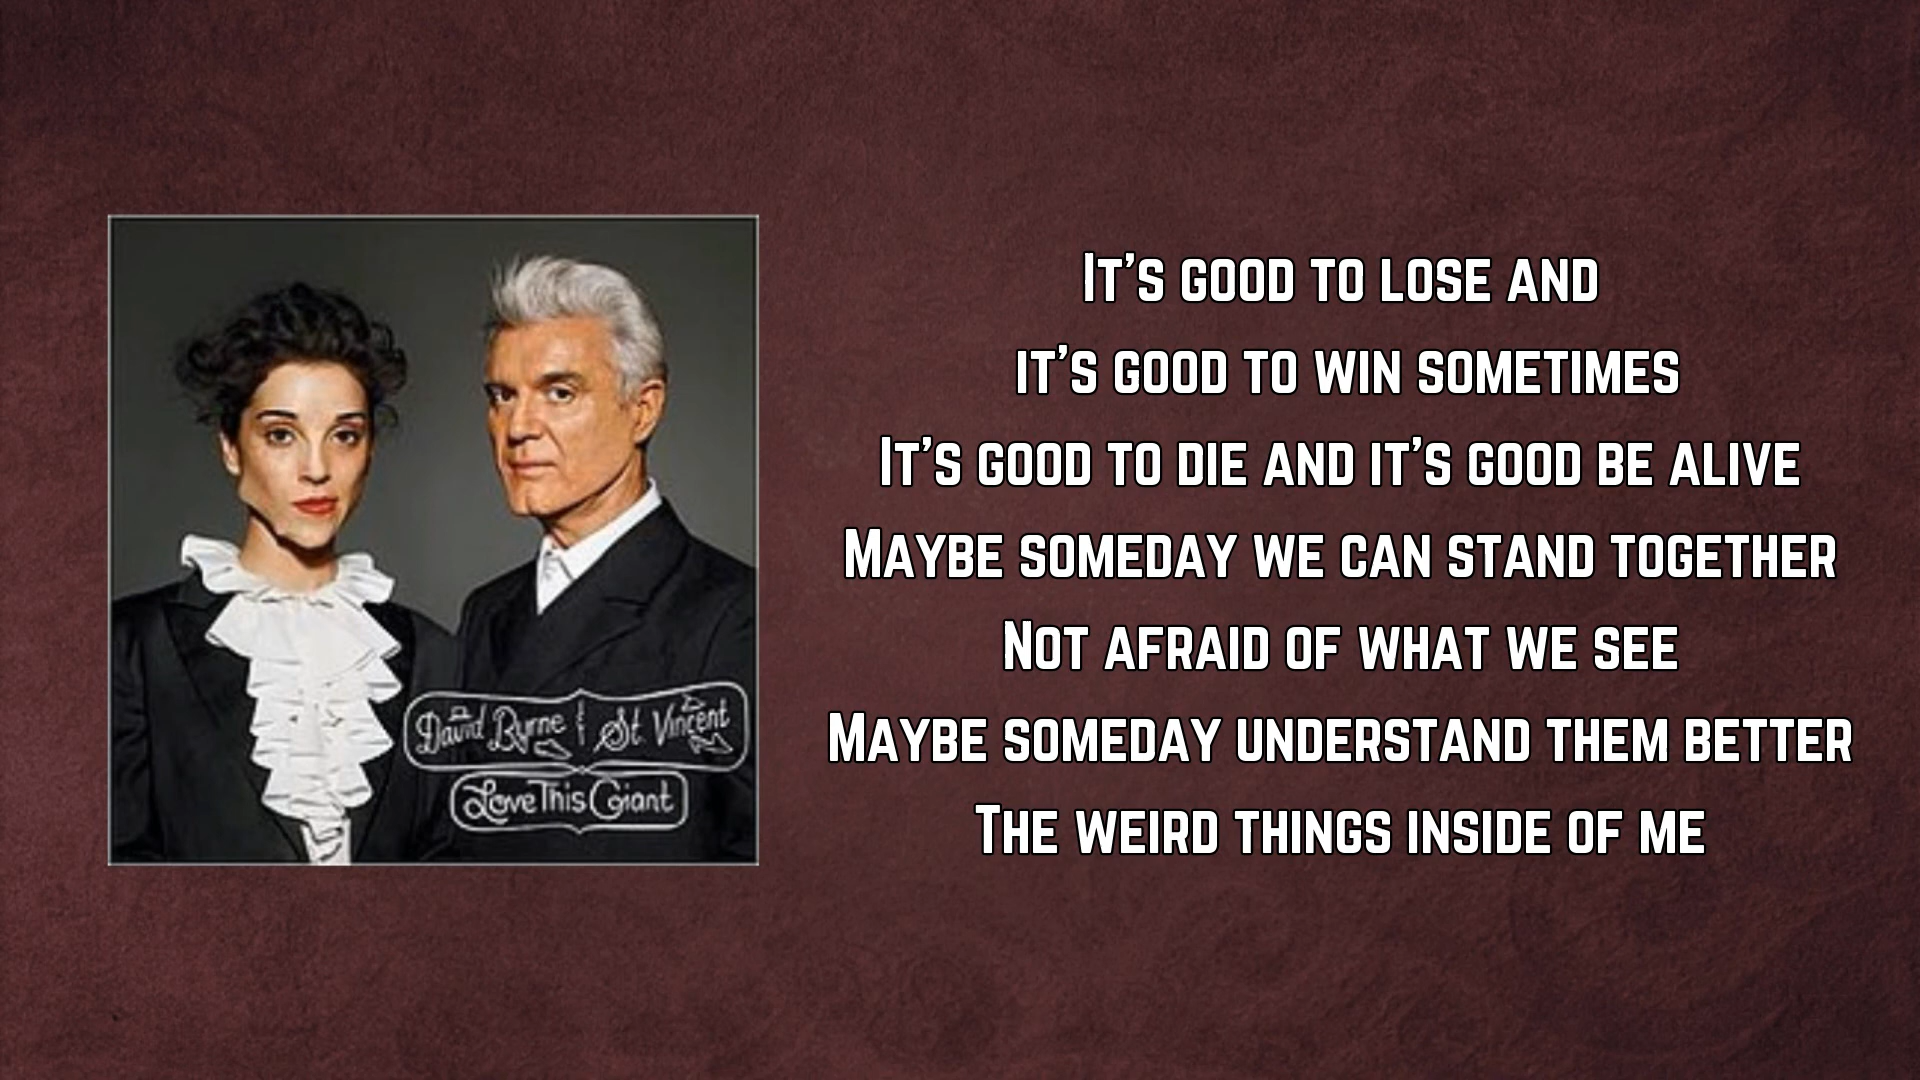 David Byrne & St. Vincent
Love This Giant
It's good to lose and
it's good to win sometimes
It's good to die and it's good be alive
Maybe someday we can stand together
Not afraid of what we see
Maybe someday understand them better
The weird things inside of me